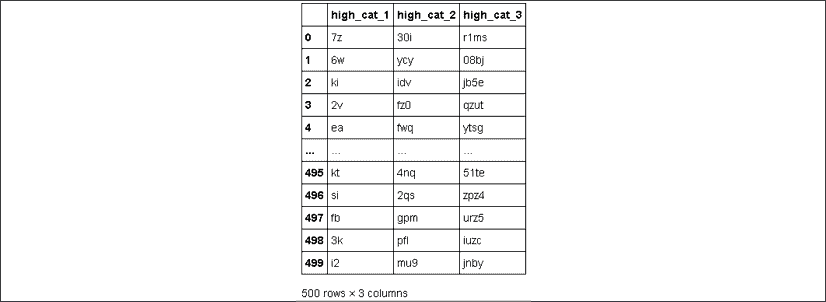 high_cat_1 high_cat_2 high_cat_3
0 7z 30i r1ms
1 6w ycy 08bj
2 ki idv jb5e
3 2v fz0 qzut
4 ea fwq ytsg
... ... ... ...
495 kt 4nq 51te
496 si 2qs zpz4
497 fb gpm urz5
498 3k pfl iuzc
499 i2 mu9 jnby
500 rows × 3 columns